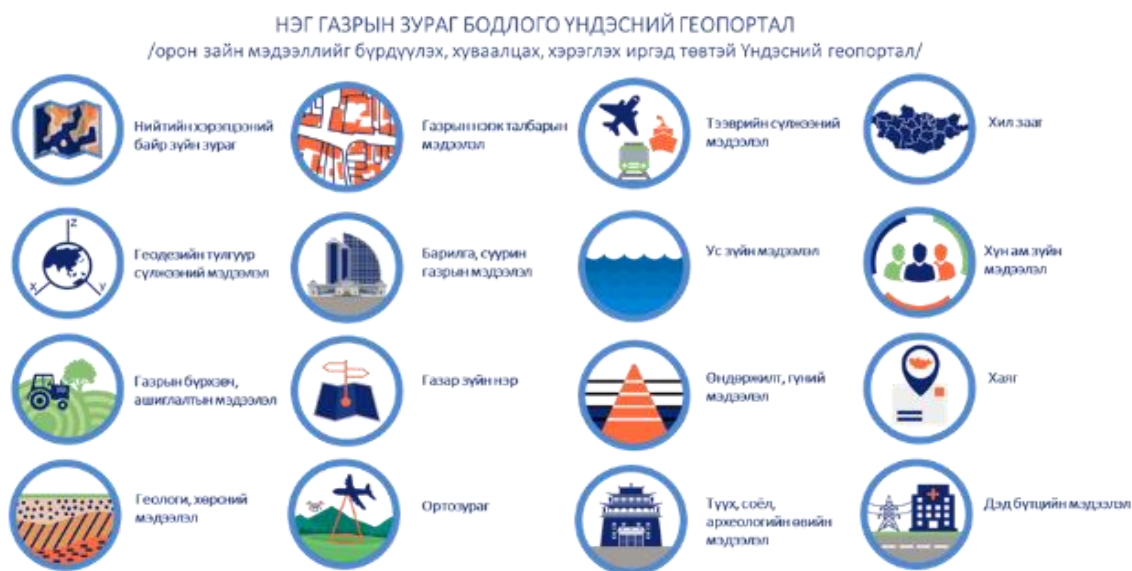 НЭГ ГАЗРЫН ЗУРАГ БОДЛОГО ҮНДЭСНИЙ ГЕОПОРТАЛ
/орон зайн мэдээллийг бүрдүүлэх, хуваалцах, хэрэглэх иргэд төвтэй Үндэсний геопортал/
Нийтийн хэрэгцээний
байр зүйн зураг
Газрын нэгж талбарын
мэдээлэл
Тээврийн сүлжээний
мэдээлэл
Хил зааг
Z
X
Y
Геодезийн тулгуур
сүлжээний мэдээлэл
Барилга, суурин
газрын мэдээлэл
Ус зүйн мэдээлэл
Хүн ам зүйн
мэдээлэл
Газрын бүрхэвч,
ашиглалтын мэдээлэл
Газар зүйн нэр
Өндөржилт, гүний
мэдээлэл
Хаяг
Геологи, хөрсний
мэдээлэл
Ортозураг
Түүх, соёл,
археологийн өвийн
мэдээлэл
Дэд бүтцийн мэдээлэл